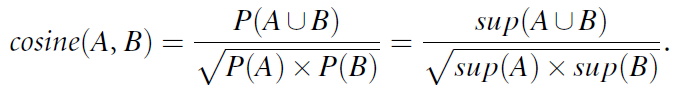 cosine(A, B) = P(A ∪ B) / √(P(A) × P(B)) = sup(A ∪ B) / √(sup(A) × sup(B)).